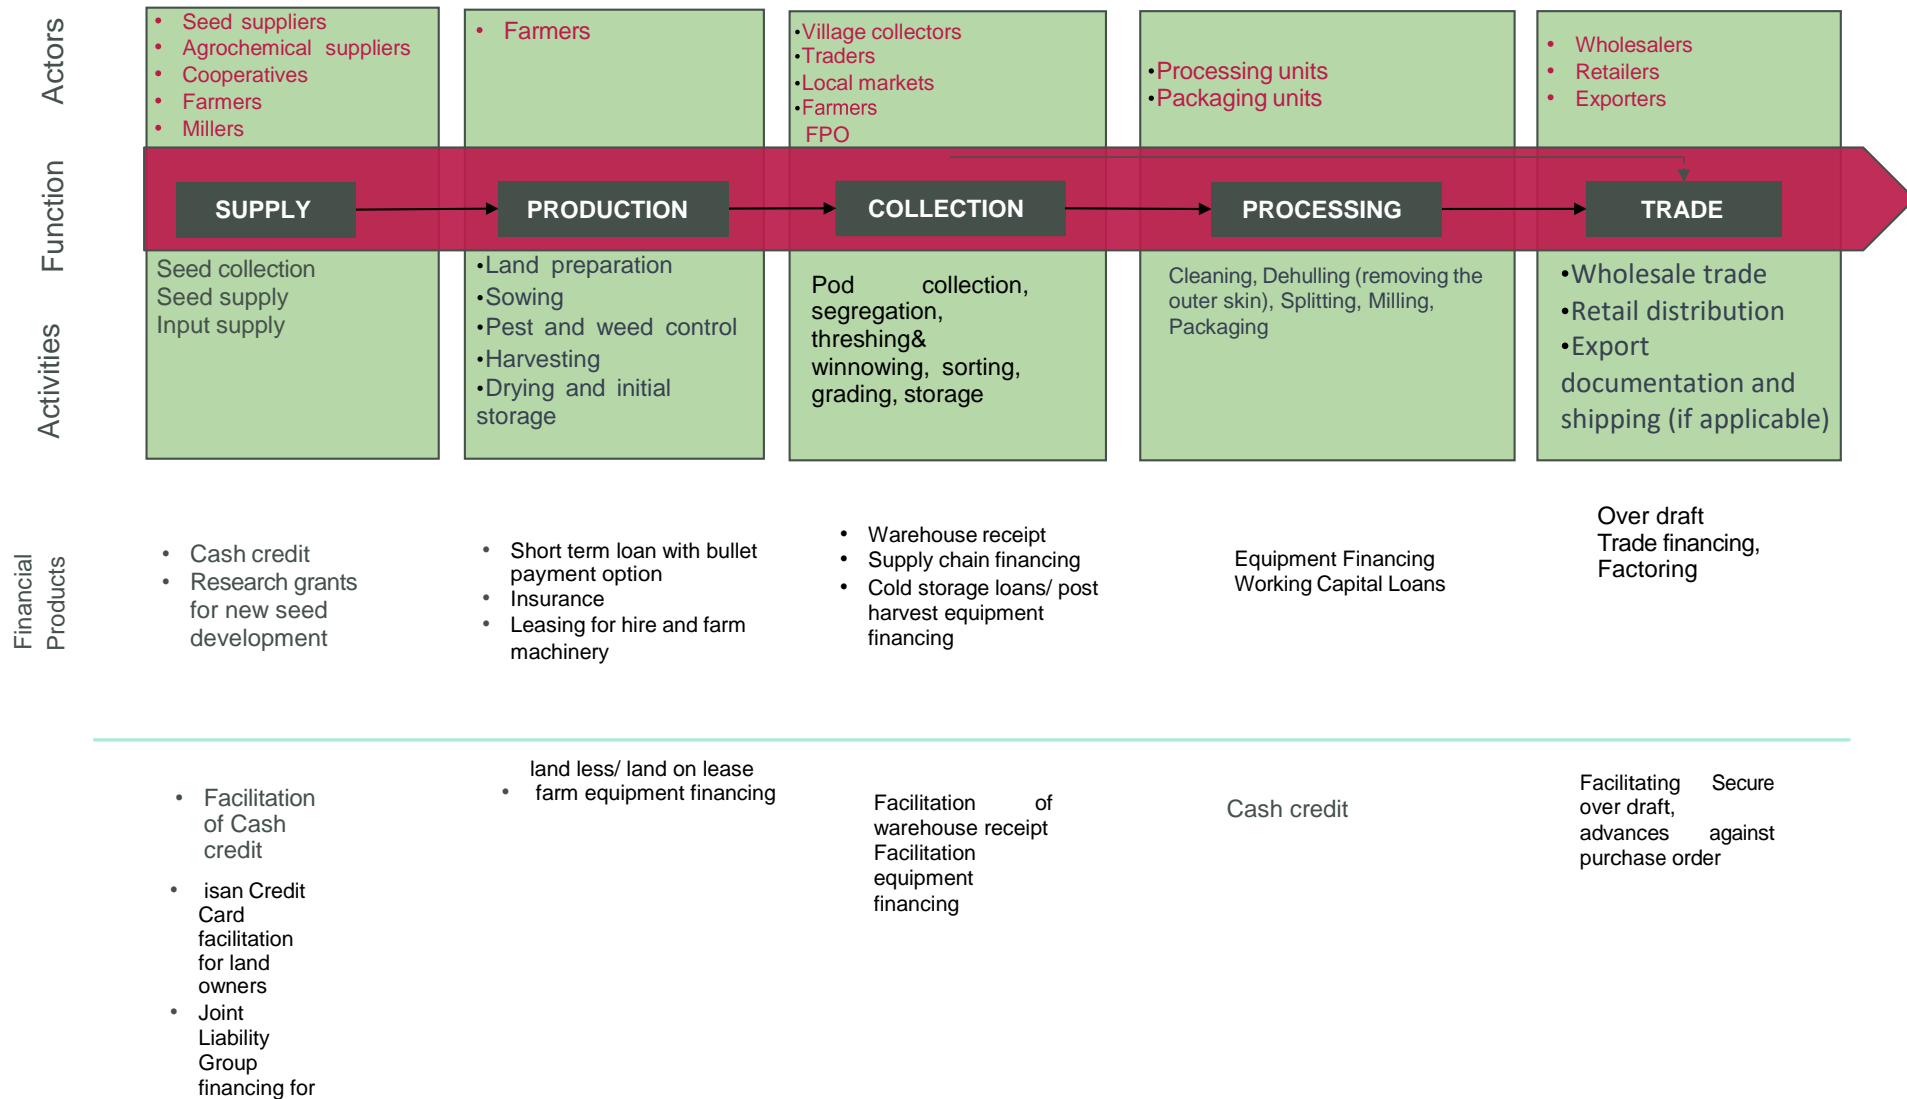 Actors
• Seed suppliers
• Agrochemical suppliers
• Cooperatives
• Farmers
• Millers
• Farmers
•Village collectors
•Traders
•Local markets
•Farmers
FPO
•Processing units
•Packaging units
• Wholesalers
• Retailers
• Exporters
Function
SUPPLY
PRODUCTION
COLLECTION
PROCESSING
TRADE
Activities
Seed collection
Seed supply
Input supply
•Land preparation
•Sowing
•Pest and weed control
•Harvesting
•Drying and initial
storage
Pod collection,
segregation,
threshing&
winnowing, sorting,
grading, storage
Cleaning, Dehulling (removing the
outer skin), Splitting, Milling,
Packaging
•Wholesale trade
•Retail distribution
•Export
documentation and
shipping (if applicable)
Financial
Products
• Cash credit
• Research grants
for new seed
development
• Short term loan with bullet
payment option
• Insurance
• Leasing for hire and farm
machinery
• Warehouse receipt
• Supply chain financing
• Cold storage loans/ post
harvest equipment
financing
Equipment Financing
Working Capital Loans
Over draft
Trade financing,
Factoring
• Facilitation
of Cash
credit
• isan Credit
Card
facilitation
for land
owners
• Joint
Liability
Group
financing for
land less/ land on lease
• farm equipment financing
Facilitation of
warehouse receipt
Facilitation
equipment
financing
Cash credit
Facilitating Secure
over draft,
advances against
purchase order